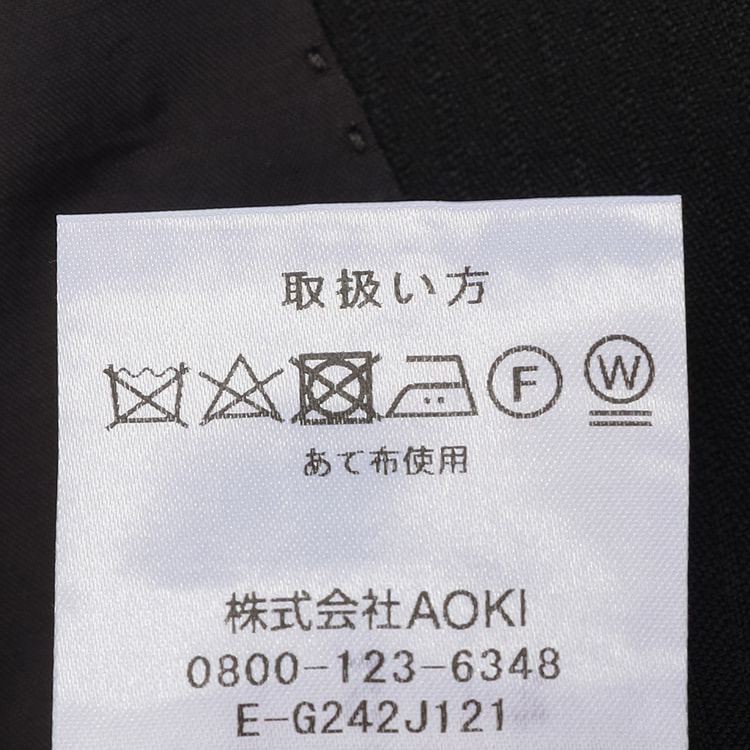 取扱い方
F W
あて布使用
株式会社AOKI
0800-123-6348
E-G242J121